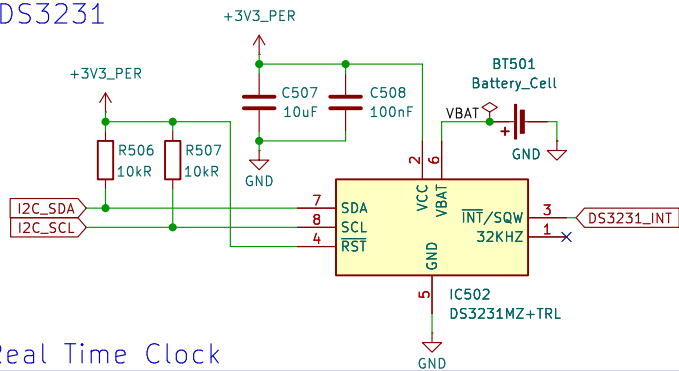 DS3231
+3V3_PER
+3V3_PER
C507
10uF
C508
100nF
BT501
Battery_Cell
VBAT
+
GND
GND
R506
10kR
R507
10kR
2
6
VCC
VBAT
I2C_SDA
7
SDA
I2C_SCL
8
SCL
4
RST
INT/SQW
3
DS3231_INT
32KHZ
1
GND
5
IC502
DS3231MZ+TRL
GND
Real Time Clock